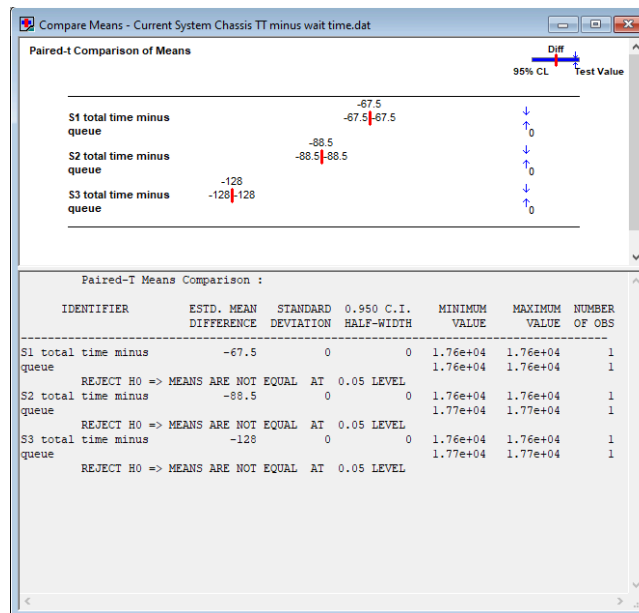 Compare Means - Current System Chassis TT minus wait time.dat
Paired-t Comparison of Means
Diff
95% CL Test Value
-67.5
S1 total time minus -67.5 -67.5
queue 0
-88.5
S2 total time minus -88.5 -88.5
queue 0
-128
S3 total time minus -128 -128
queue 0
Paired-T Means Comparison :
IDENTIFIER ESTD. MEAN STANDARD 0.950 C.I. MINIMUM MAXIMUM NUMBER
DIFFERENCE DEVIATION HALF-WIDTH VALUE VALUE OF OBS
S1 total time minus -67.5 0 0 1.76e+04 1.76e+04 1
queue 1.76e+04 1.76e+04 1
REJECT H0 => MEANS ARE NOT EQUAL AT 0.05 LEVEL
S2 total time minus -88.5 0 0 1.76e+04 1.76e+04 1
queue 1.77e+04 1.77e+04 1
REJECT H0 => MEANS ARE NOT EQUAL AT 0.05 LEVEL
S3 total time minus -128 0 0 1.76e+04 1.76e+04 1
queue 1.77e+04 1.77e+04 1
REJECT H0 => MEANS ARE NOT EQUAL AT 0.05 LEVEL